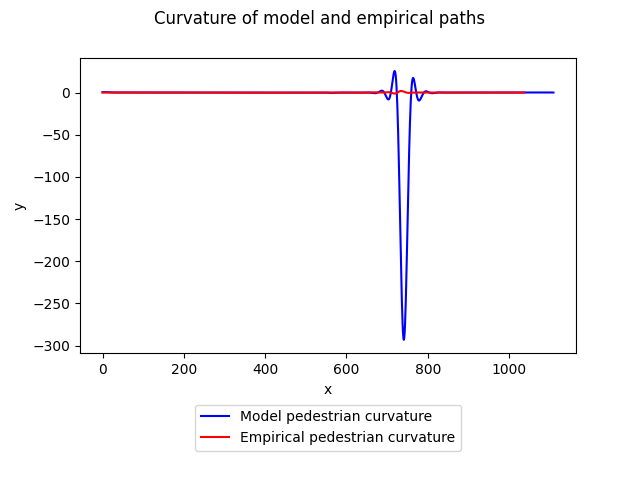 Curvature of model and empirical paths
0
−50
−100
−150
−200
−250
−300
y
0 200 400 600 800 1000
x
Model pedestrian curvature
Empirical pedestrian curvature